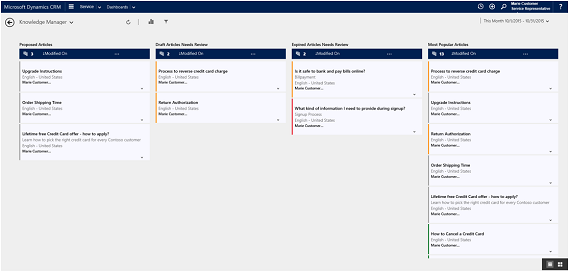 Microsoft Dynamics CRM
Service
Dashboards
Marie Customer
Service Representative
?
Knowledge Manager
This Month 10/1/2015 - 10/31/2015
Proposed Articles
3 Modified On ...
Upgrade Instructions
English - United States
Marie Customer...
Order Shipping Time
English - United States
Marie Customer...
Lifetime free Credit Card offer - how to apply?
Learn how to pick the right credit card for every Contoso customer
English - United States
Marie Customer...
Draft Articles Needs Review
2 Modified On ...
Process to reverse credit card charge
English - United States
Marie Customer...
Return Authorization
English - United States
Marie Customer...
Expired Articles Needs Review
2 Modified On ...
Is it safe to bank and pay bills online?
Billpayment
English - United States
Marie Customer...
What kind of information I need to provide during signup?
Signup Process
English - United States
Marie Customer...
Most Popular Articles
13 Modified On ...
Process to reverse credit card charge
English - United States
Marie Customer...
Upgrade Instructions
English - United States
Marie Customer...
Return Authorization
English - United States
Marie Customer...
Order Shipping Time
English - United States
Marie Customer...
Lifetime free Credit Card offer - how to apply?
Learn how to pick the right credit card for every Contoso customer
English - United States
Marie Customer...
How to Cancel a Credit Card
English - United States
Marie Customer...